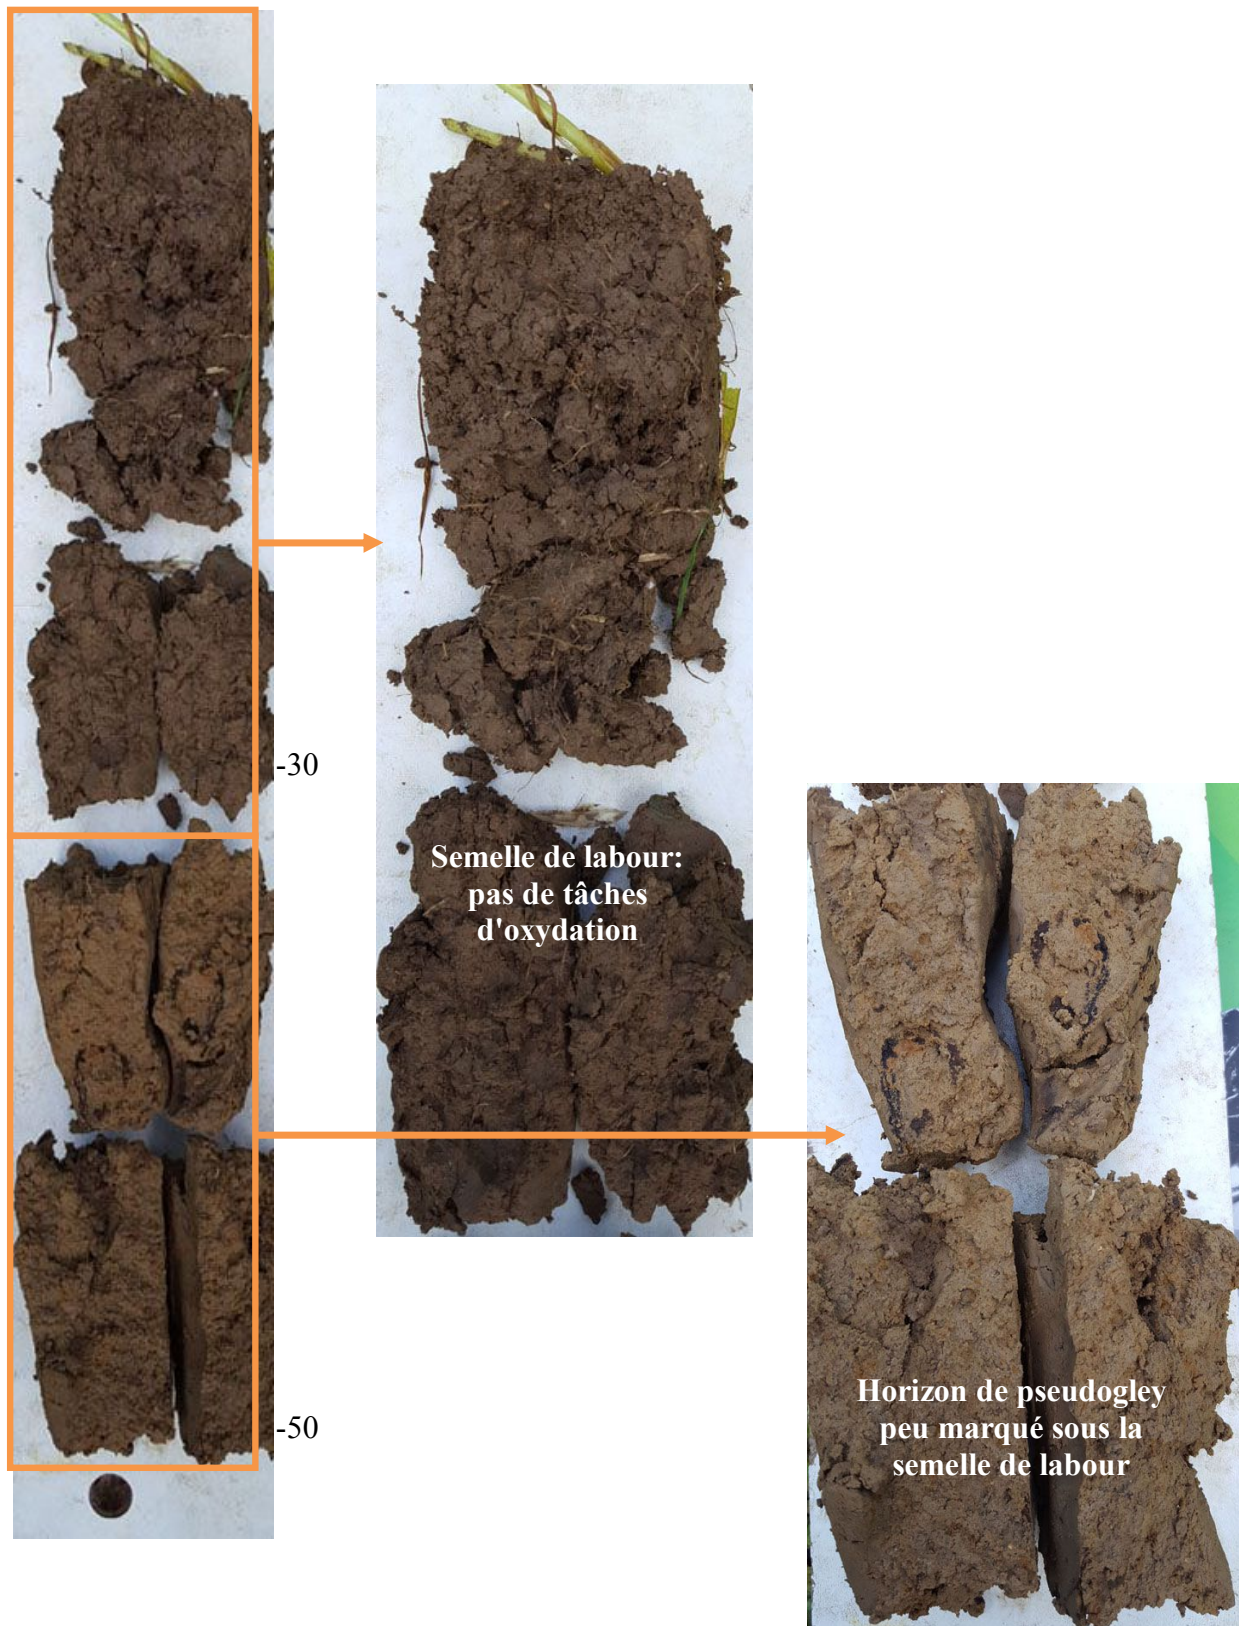 -30
Semelle de labour:
pas de tâches
d'oxydation
Horizon de pseudogley
peu marqué sous la
semelle de labour
-50